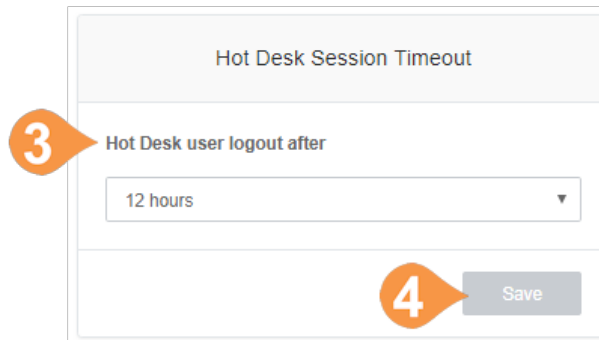 Hot Desk Session Timeout
3 Hot Desk user logout after
12 hours
4 Save